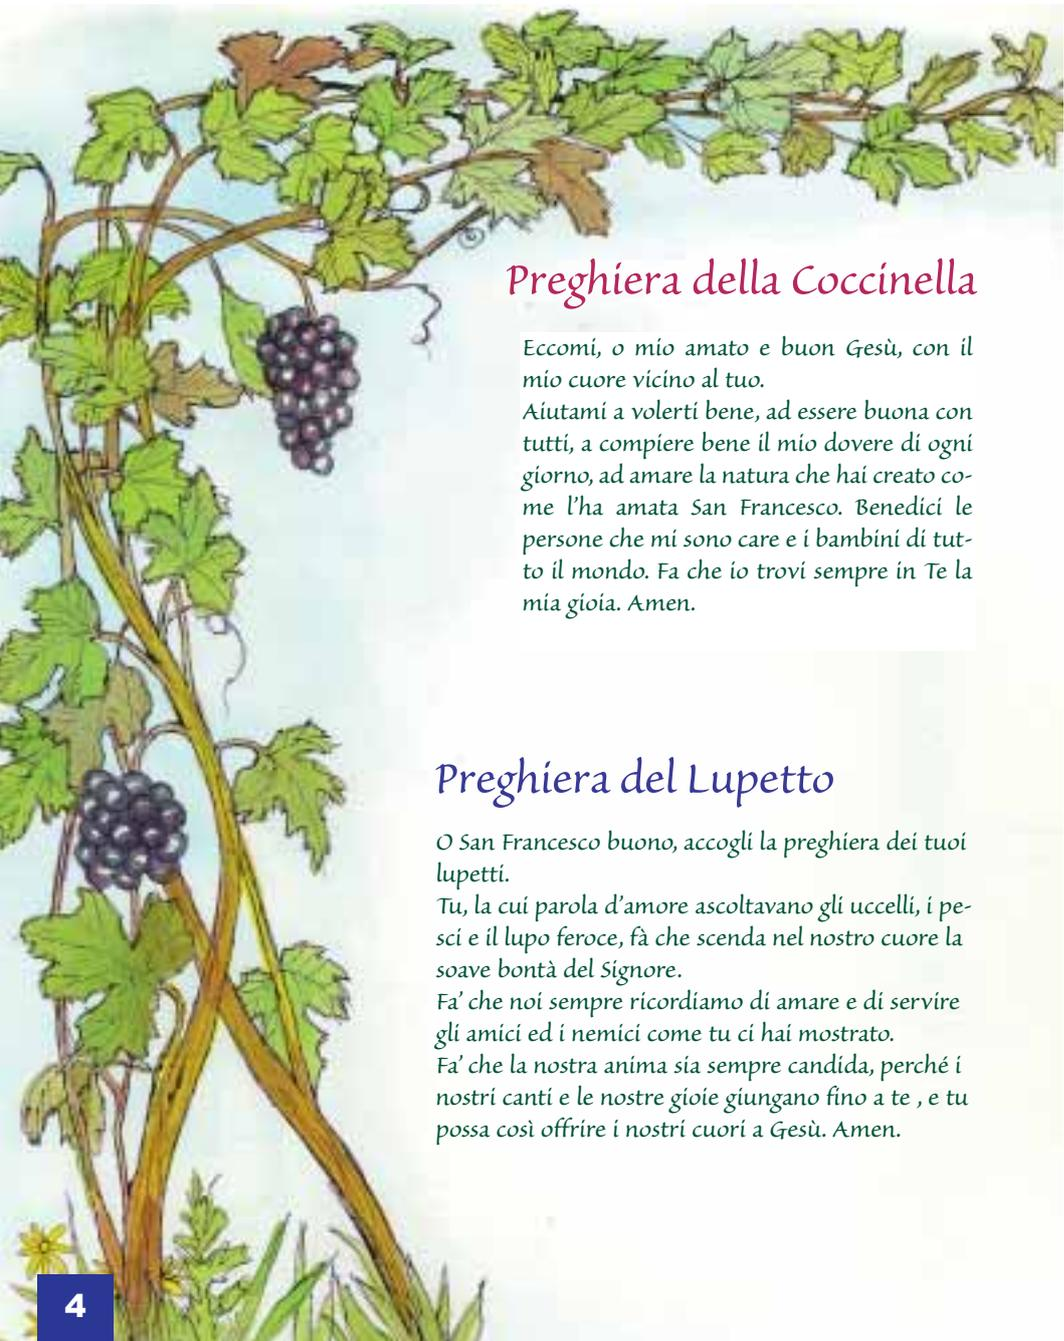 Preghiera della Coccinella
Eccomi, o mio amato e buon Gesù, con il
mio cuore vicino al tuo.
Aiutami a volerti bene, ad essere buona con
tutti, a compiere bene il mio dovere di ogni
giorno, ad amare la natura che hai creato co-
me l'ha amata San Francesco. Benedici le
persone che mi sono care e i bambini di tut-
to il mondo. Fa che io trovi sempre in Te la
mia gioia. Amen.
Preghiera del Lupetto
O San Francesco buono, accogli la preghiera dei tuoi
lupetti.
Tu, la cui parola d'amore ascoltavano gli uccelli, i pe-
sci e il lupo feroce, fà che scenda nel nostro cuore la
soave bontà del Signore.
Fa' che noi sempre ricordiamo di amare e di servire
gli amici ed i nemici come tu ci hai mostrato.
Fa' che la nostra anima sia sempre candida, perché i
nostri canti e le nostre gioie giungano fino a te , e tu
possa così offrire i nostri cuori a Gesù. Amen.
4